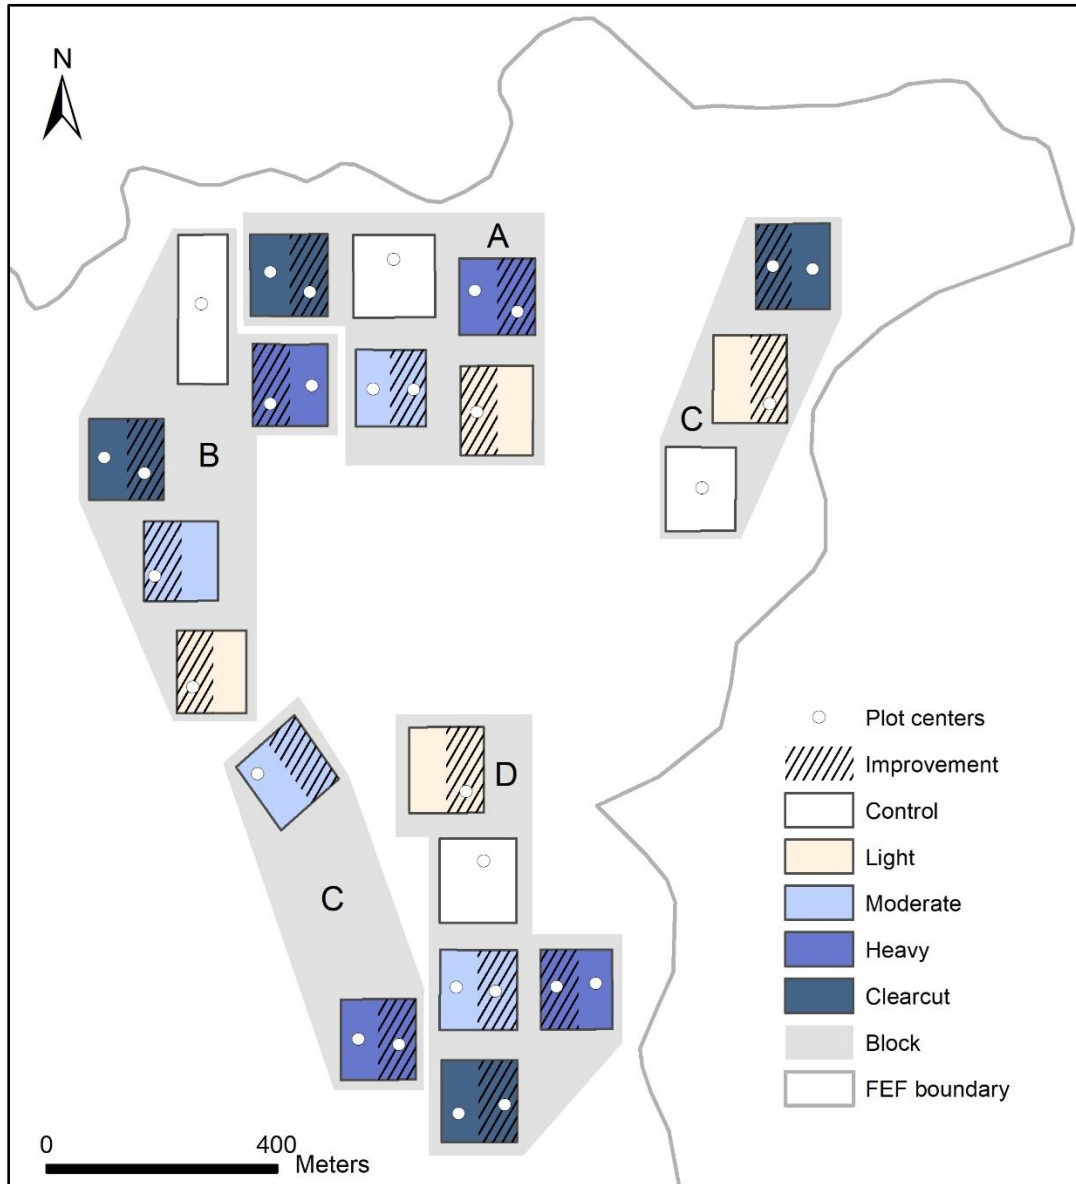 N
A
B
C
D
C
Plot centers
Improvement
Control
Light
Moderate
Heavy
Clearcut
Block
FEF boundary
0 400
Meters